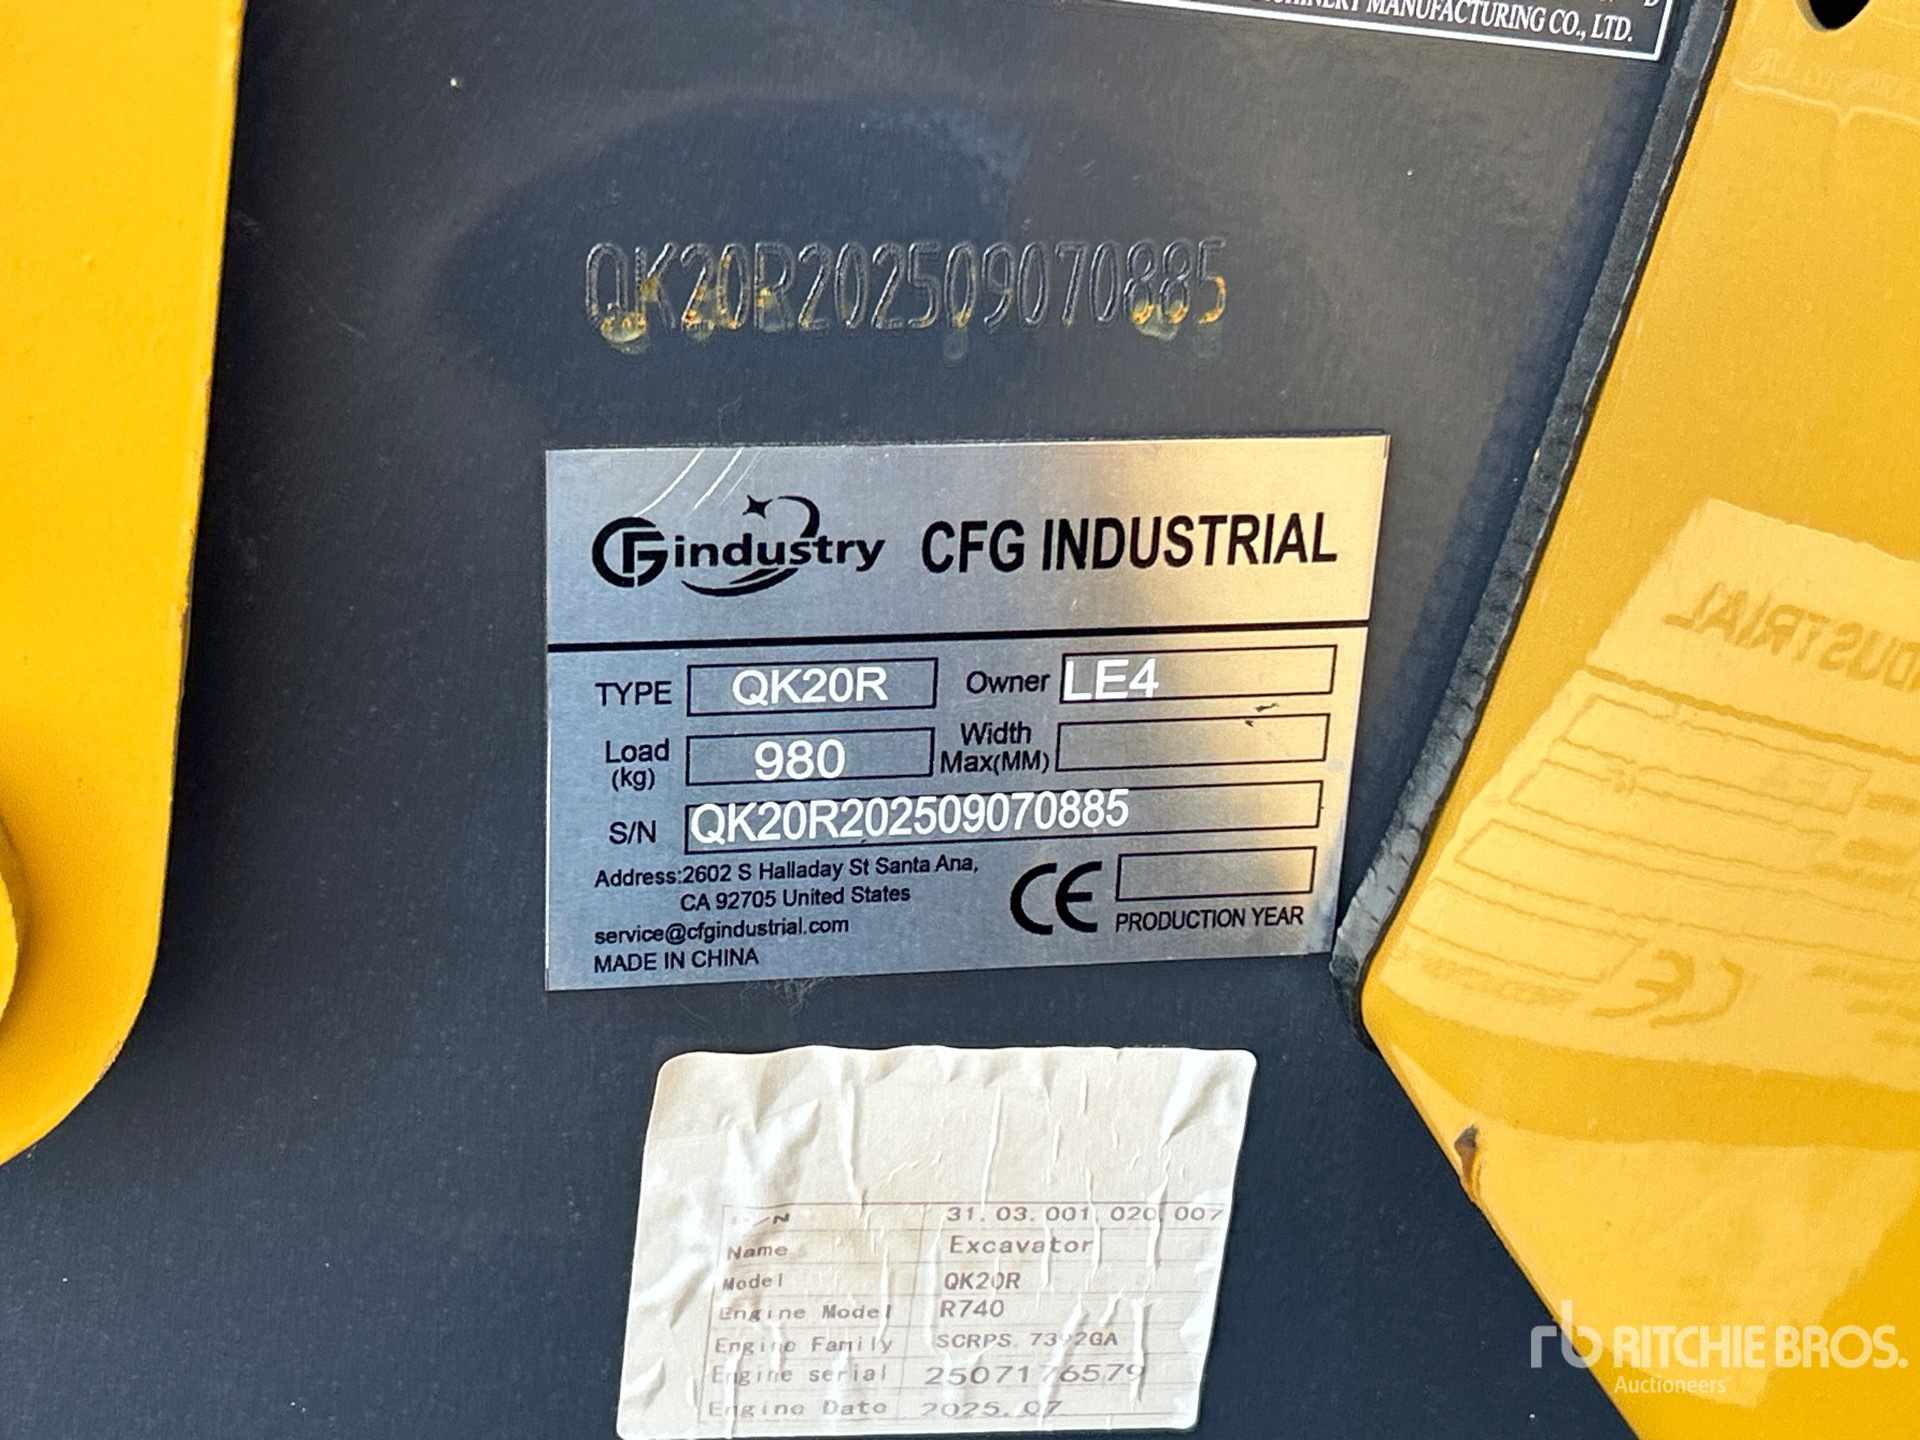 MANUFACTURING CO., LTD.
QK20R202509070885
GFindustry CFG INDUSTRIAL
TYPE QK20R Owner LE4
Load (kg) 980 Width Max(MM)
S/N QK20R202509070885
Address:2602 S Halladay St Santa Ana,
CA 92705 United States
service@cfgindustrial.com
MADE IN CHINA
CE PRODUCTION YEAR
31.03.001.020.007
Name Excavator
Model QK20R
Engine Model R740
Engine Family
Engine serial 2507176579
Engine Date 2025.07
rb RITCHIE BROS.
Auctioneers